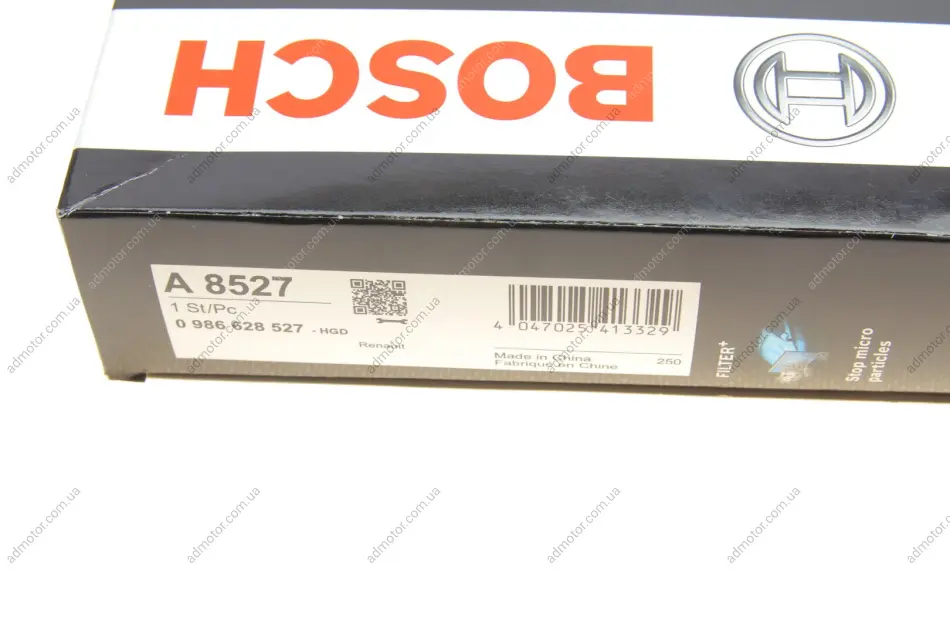 BOSCH
A 8527
1 St/Pc
0 986 628 527 - HGD
Renault
4 047025 413329
Made in China
Fabriqué en Chine
250
FILTER+
Stop micro
particles
admotor.com.ua